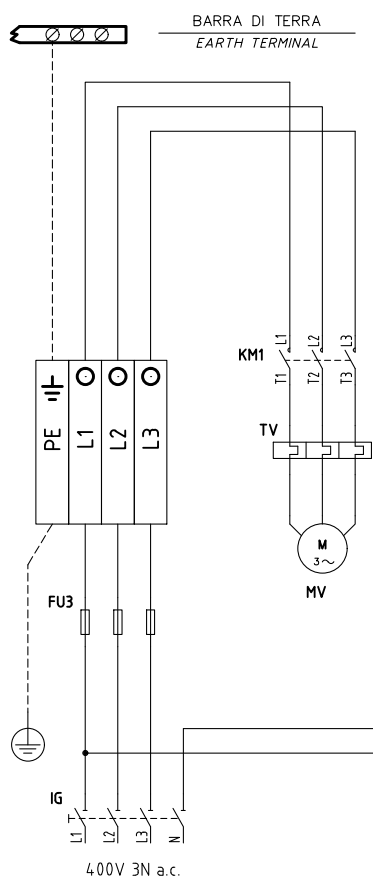 BARRA DI TERRA
EARTH TERMINAL
KM1
L1 L2 L3
T1 T2 T3
PE L1 L2 L3
TV
M
3~
MV
FU3
IG
L1 L2 L3 N
400V 3N a.c.